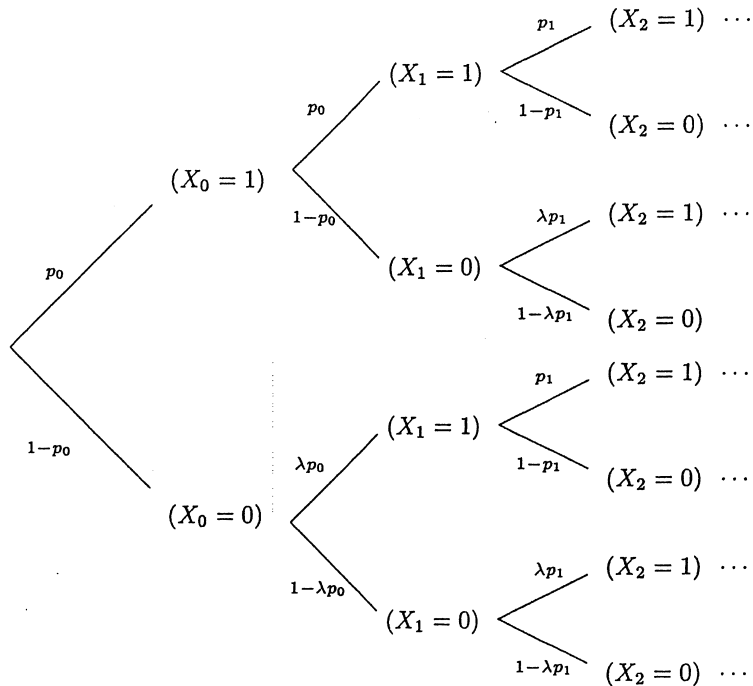 p₁ (X₂ = 1) ···
(X₁ = 1)
p₀ 1−p₁ (X₂ = 0) ···
(X₀ = 1)
1−p₀ λp₁ (X₂ = 1) ···
p₀ (X₁ = 0)
1−λp₁ (X₂ = 0)
p₁ (X₂ = 1) ···
(X₁ = 1)
1−p₀ λp₀ 1−p₁ (X₂ = 0) ···
(X₀ = 0)
λp₁ (X₂ = 1) ···
1−λp₀ (X₁ = 0)
1−λp₁ (X₂ = 0) ···